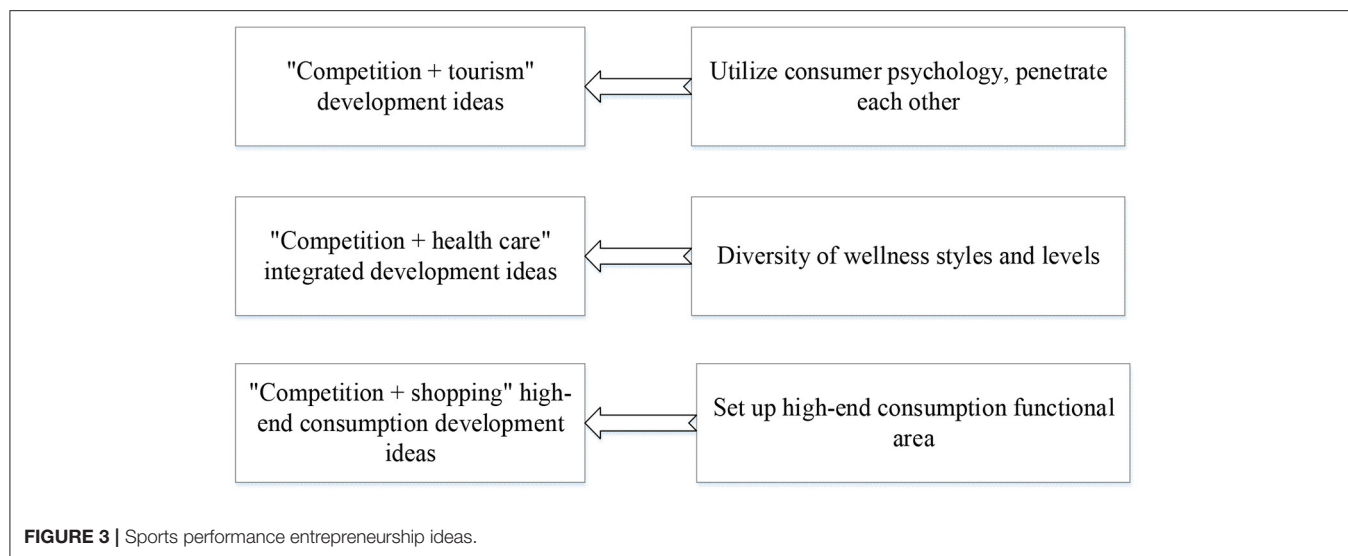 "Competition + tourism"
development ideas
Utilize consumer psychology, penetrate
each other
"Competition + health care"
integrated development ideas
Diversity of wellness styles and levels
"Competition + shopping" high-
end consumption development
ideas
Set up high-end consumption functional
area
FIGURE 3 | Sports performance entrepreneurship ideas.